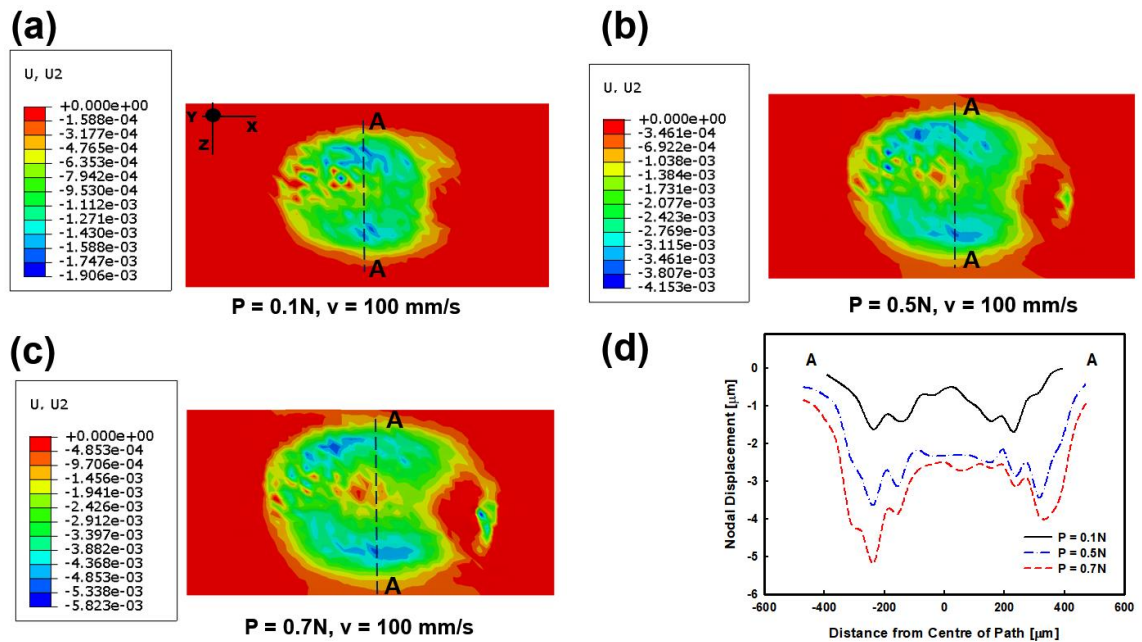 (a)
U, U2
+0.000e+00
-1.588e-04
-3.177e-04
-4.765e-04
-6.353e-04
-7.942e-04
-9.530e-04
-1.112e-03
-1.271e-03
-1.430e-03
-1.588e-03
-1.747e-03
-1.906e-03
Y
X
Z
A
A
P = 0.1N, v = 100 mm/s
(b)
U, U2
+0.000e+00
-3.461e-04
-6.922e-04
-1.038e-03
-1.731e-03
-2.077e-03
-2.423e-03
-2.769e-03
-3.115e-03
-3.461e-03
-3.807e-03
-4.153e-03
A
A
P = 0.5N, v = 100 mm/s
(c)
U, U2
+0.000e+00
-4.853e-04
-9.706e-04
-1.456e-03
-1.941e-03
-2.426e-03
-2.912e-03
-3.397e-03
-3.882e-03
-4.368e-03
-4.853e-03
-5.338e-03
-5.823e-03
A
A
P = 0.7N, v = 100 mm/s
(d)
A A
Nodal Displacement [µm]
0
-1
-2
-3
-4
-5
-6
P = 0.1N
P = 0.5N
P = 0.7N
-600 -400 -200 0 200 400 600
Distance from Centre of Path [µm]